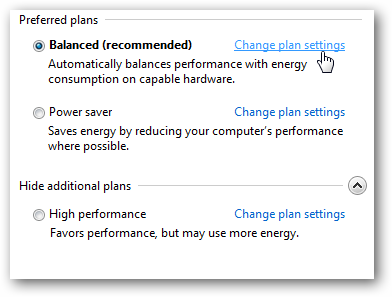 Preferred plans
Balanced (recommended) Change plan settings
Automatically balances performance with energy
consumption on capable hardware.
Power saver Change plan settings
Saves energy by reducing your computer's performance
where possible.
Hide additional plans
High performance Change plan settings
Favors performance, but may use more energy.